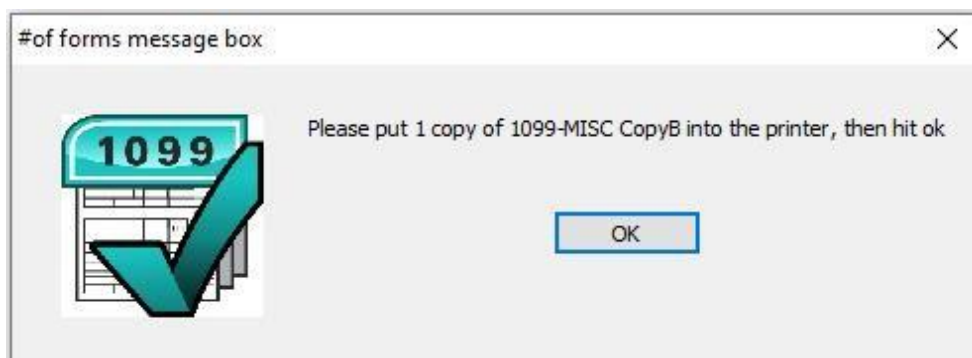 #of forms message box
1099
Please put 1 copy of 1099-MISC CopyB into the printer, then hit ok
OK